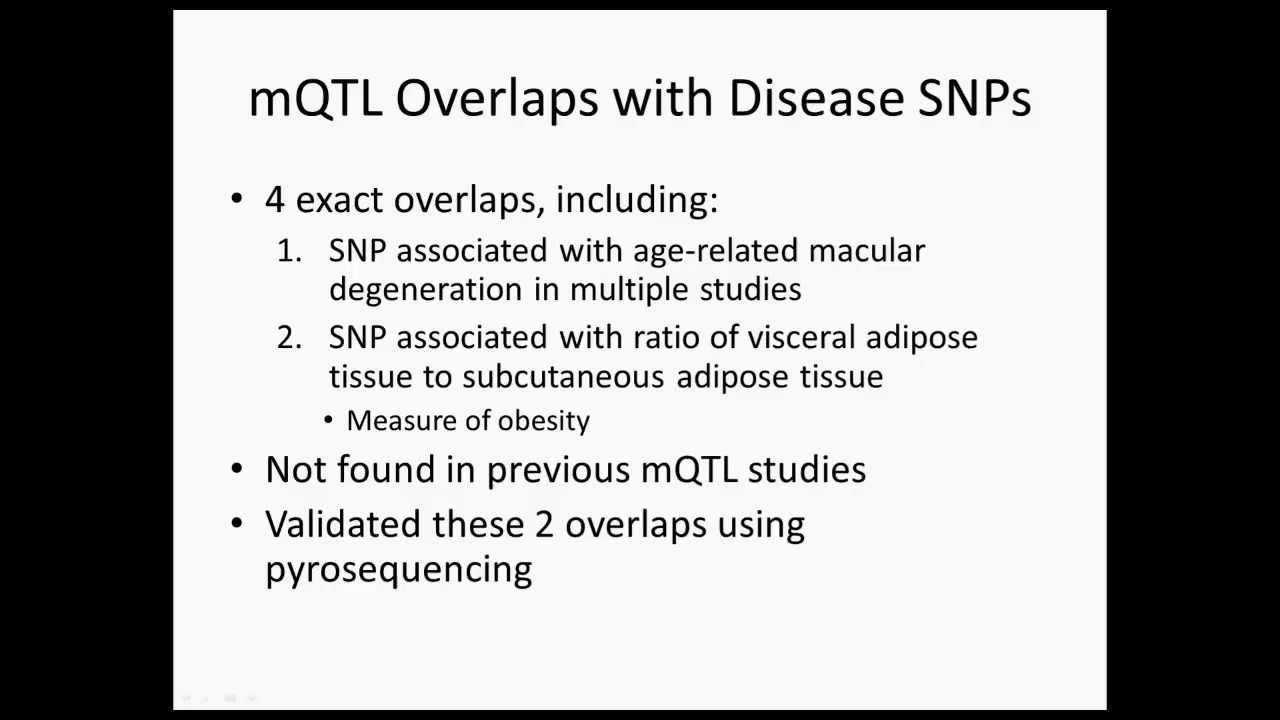 mQTL Overlaps with Disease SNPs
• 4 exact overlaps, including:
1. SNP associated with age-related macular
degeneration in multiple studies
2. SNP associated with ratio of visceral adipose
tissue to subcutaneous adipose tissue
• Measure of obesity
• Not found in previous mQTL studies
• Validated these 2 overlaps using
pyrosequencing